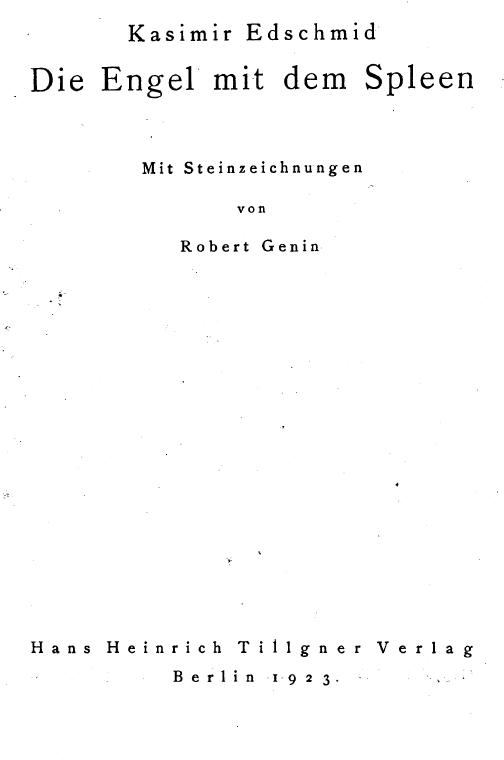 Kasimir Edschmid
Die Engel mit dem Spleen
Mit Steinzeichnungen
von
Robert Genin
Hans Heinrich Tillgner Verlag
Berlin 1923.